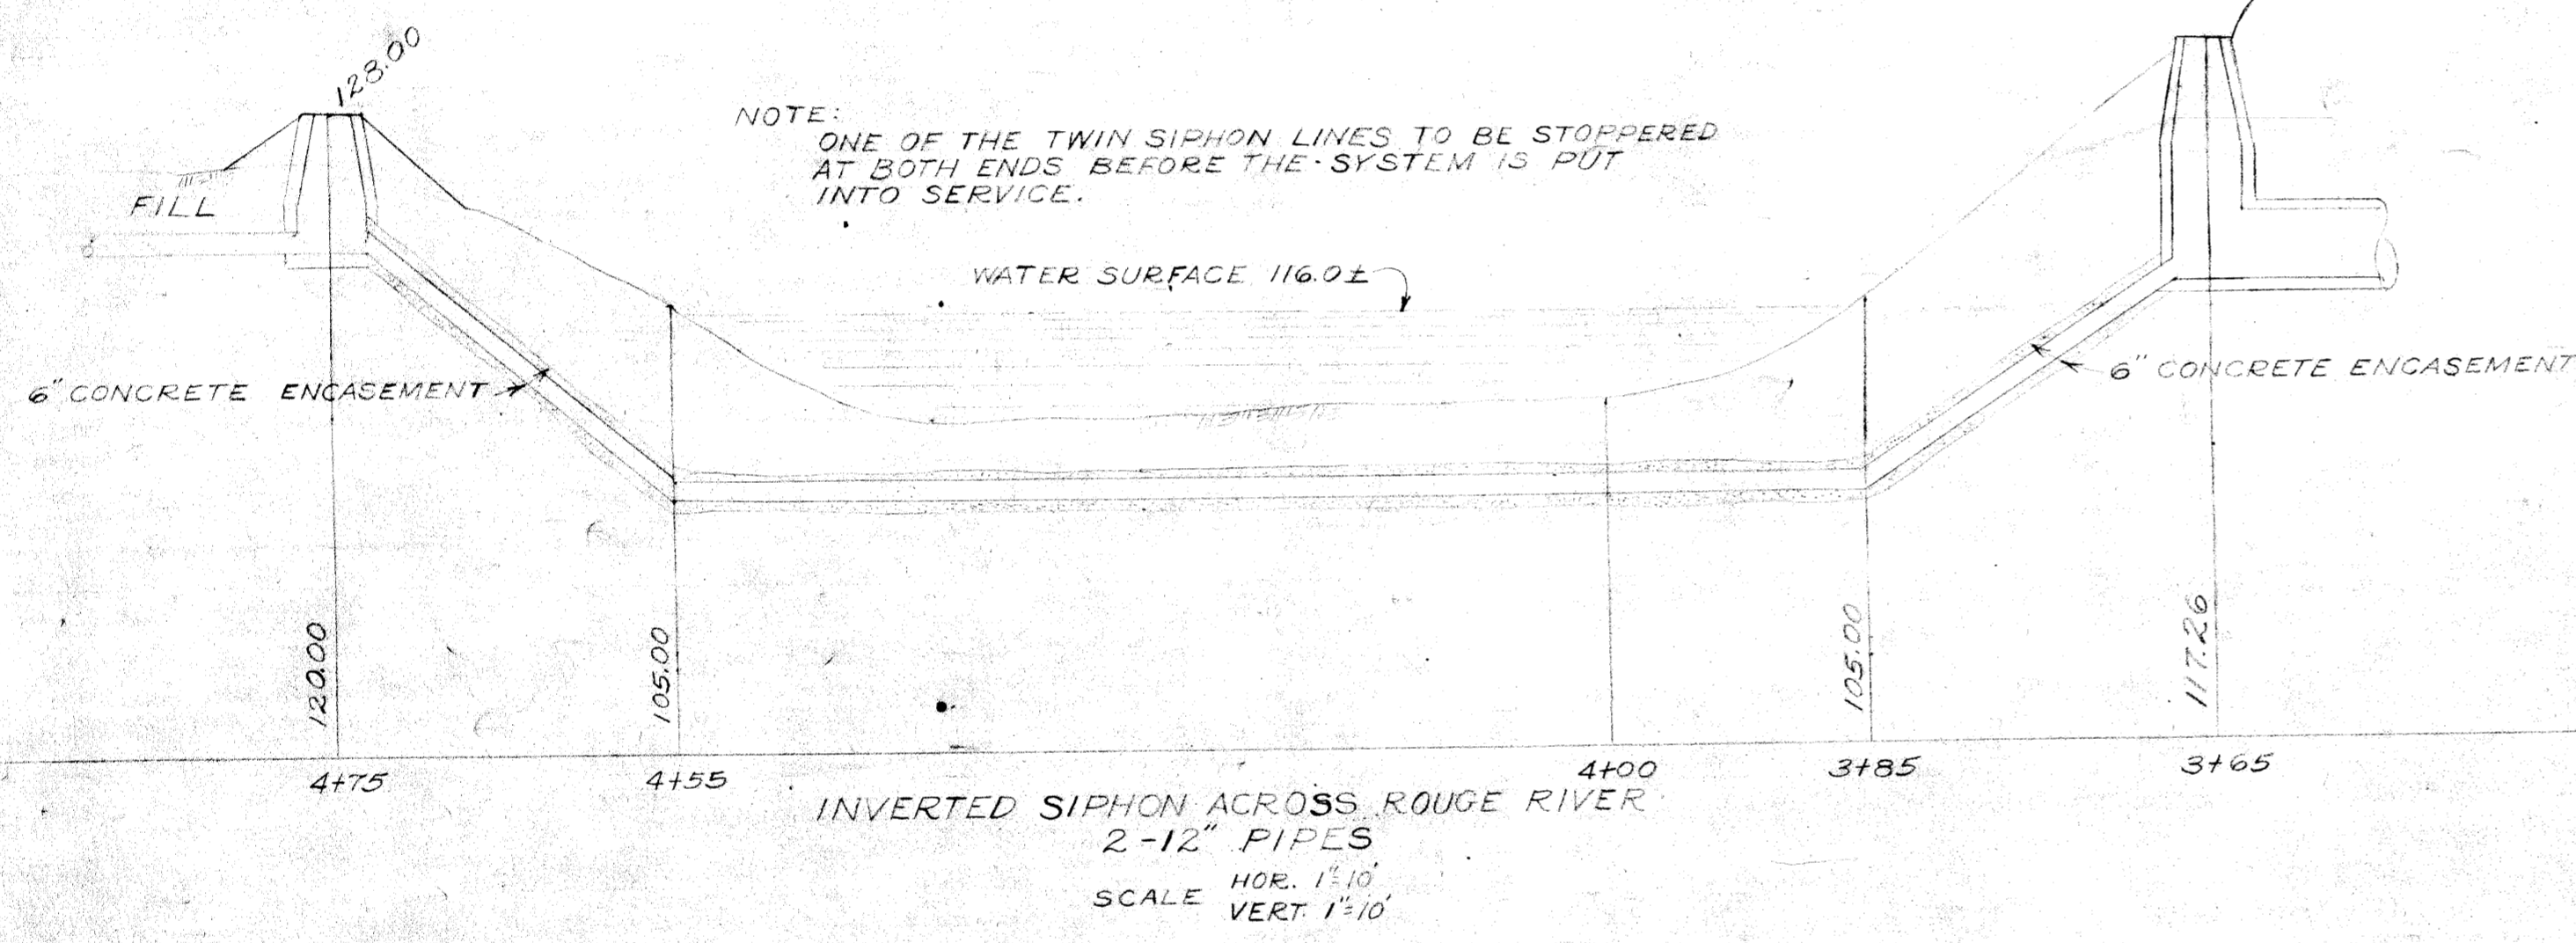 128.00
NOTE:
ONE OF THE TWIN SIPHON LINES TO BE STOPPERED
AT BOTH ENDS BEFORE THE SYSTEM IS PUT
INTO SERVICE.
FILL
WATER SURFACE 116.0±
6" CONCRETE ENCASEMENT
6" CONCRETE ENCASEMENT
120.00
105.00
105.00
117.26
4+75
4+55
4+00
3+85
3+65
INVERTED SIPHON ACROSS ROUGE RIVER
2-12" PIPES
SCALE HOR. 1"=10'
VERT. 1"=10'